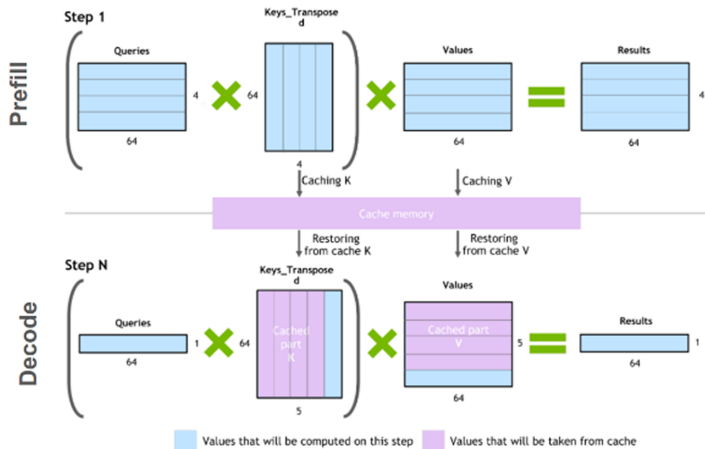 Prefill
Step 1
Queries
4
64
Keys_Transpose
d
64
4
Values
64
Results
4
64
Caching K
Caching V
Cache memory
Restoring
from cache K
Restoring
from cache V
Decode
Step N
Queries
1
64
Keys_Transpose
d
64
Cached
part
K
5
Values
Cached part
V
5
64
Results
1
64
Values that will be computed on this step
Values that will be taken from cache